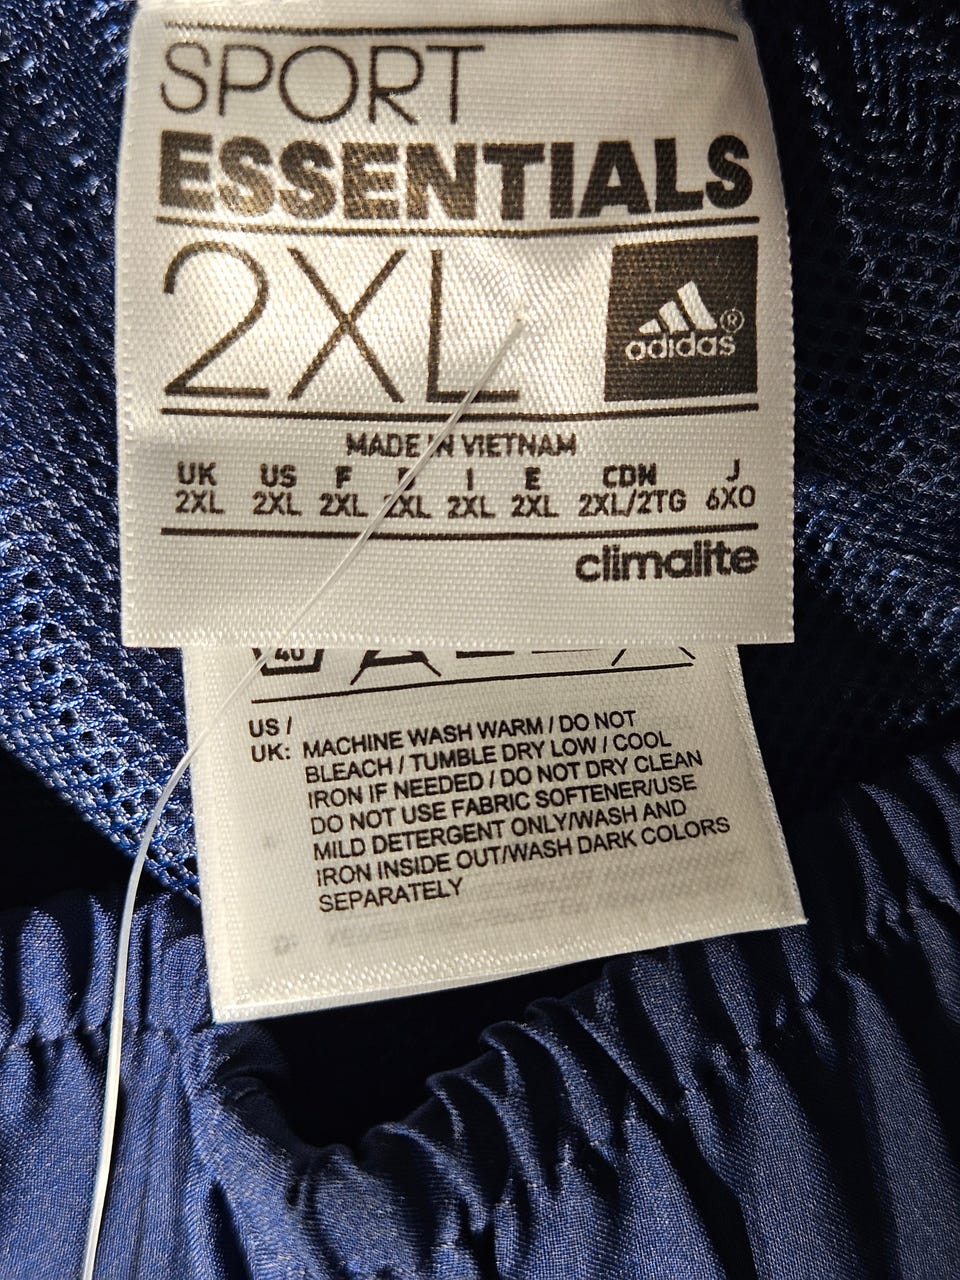 SPORT
ESSENTIALS
2XL
adidas®
MADE IN VIETNAM
UK US F D I E CDN J
2XL 2XL 2XL 2XL 2XL 2XL 2XL/2TG 6XO
climalite
40
US /
UK: MACHINE WASH WARM / DO NOT
BLEACH / TUMBLE DRY LOW / COOL
IRON IF NEEDED / DO NOT DRY CLEAN
DO NOT USE FABRIC SOFTENER/USE
MILD DETERGENT ONLY/WASH AND
IRON INSIDE OUT/WASH DARK COLORS
SEPARATELY